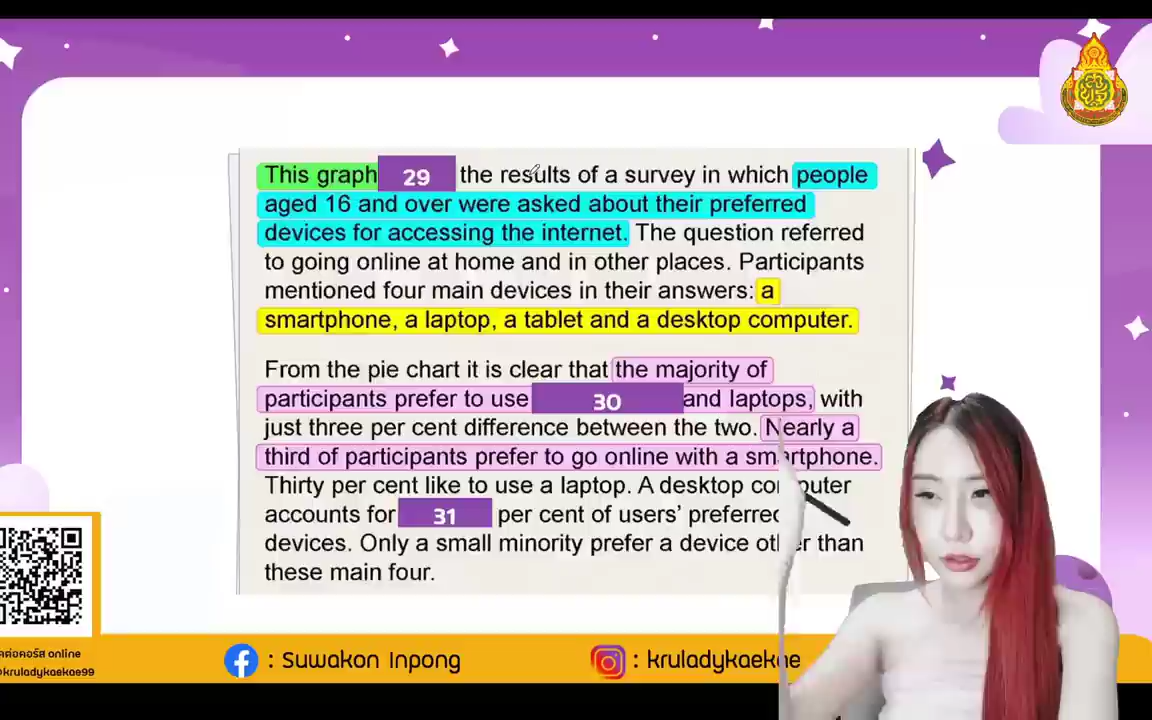 This graph 29 the results of a survey in which people
aged 16 and over were asked about their preferred
devices for accessing the internet. The question referred
to going online at home and in other places. Participants
mentioned four main devices in their answers: a
smartphone, a laptop, a tablet and a desktop computer.
From the pie chart it is clear that the majority of
participants prefer to use 30 and laptops, with
just three per cent difference between the two. Nearly a
third of participants prefer to go online with a smartphone.
Thirty per cent like to use a laptop. A desktop computer
accounts for 31 per cent of users' preferred
devices. Only a small minority prefer a device other than
these main four.
online
kruladykaekae99
: Suwakon Inpong
: kruladykaekae